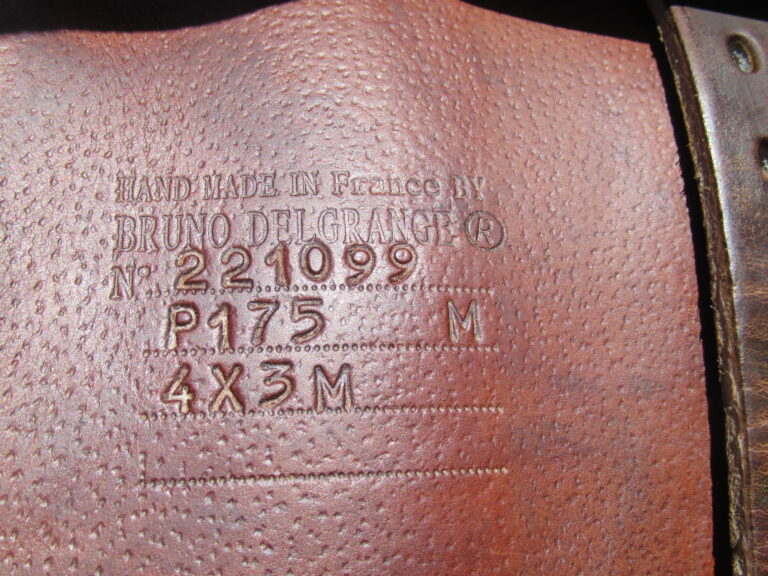 HAND MADE IN France BY
BRUNO DELGRANGE ®
N° 221099
P175 M
4X3M